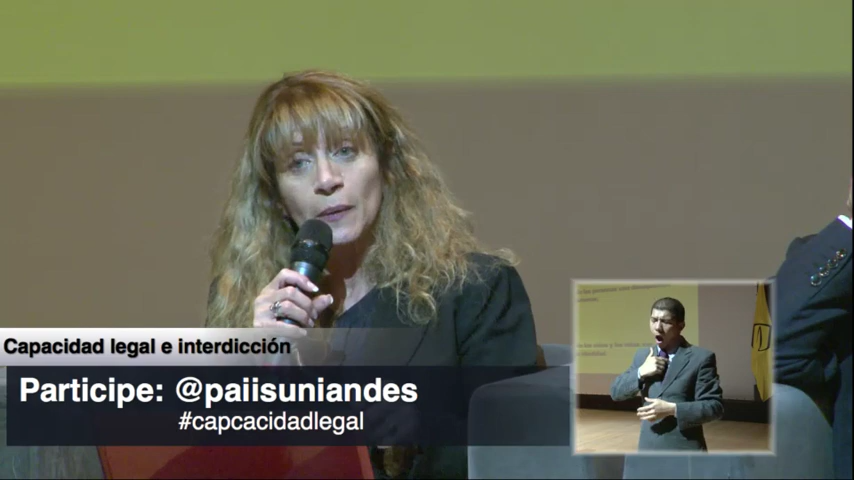 Capacidad legal e interdicción
Participe: @paiisuniandes
#capcacidadlegal